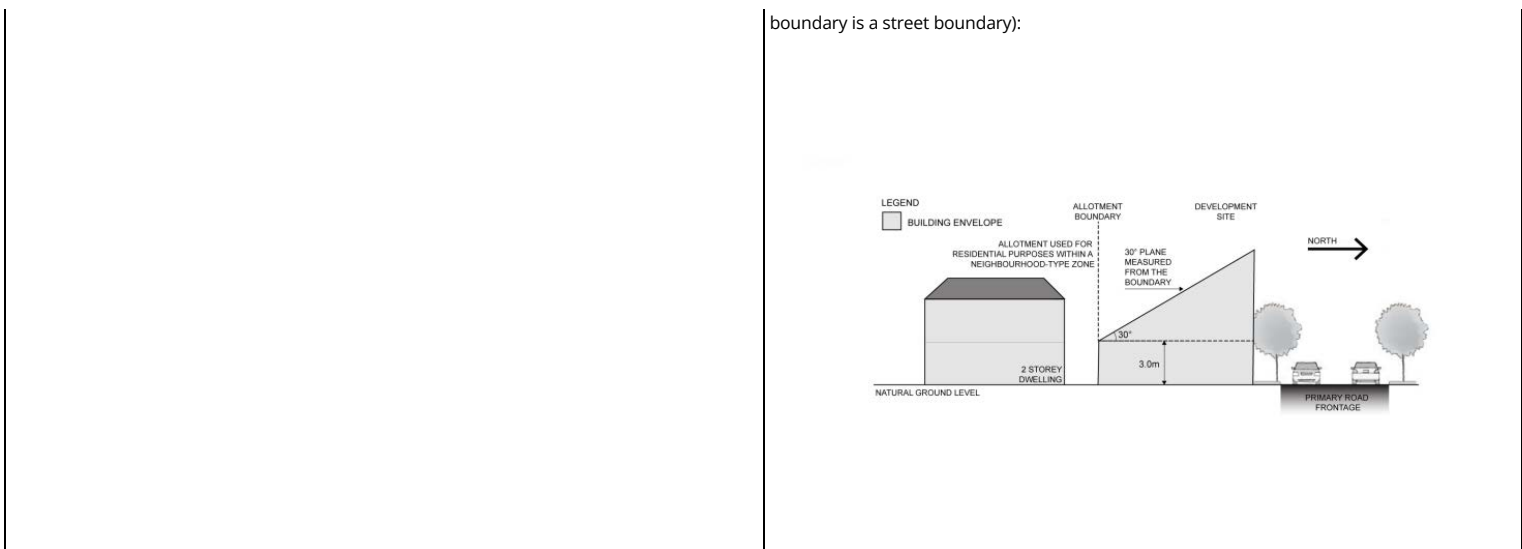 boundary is a street boundary):
LEGEND
BUILDING ENVELOPE
ALLOTMENT
BOUNDARY
DEVELOPMENT
SITE
ALLOTMENT USED FOR
RESIDENTIAL PURPOSES WITHIN A
NEIGHBOURHOOD-TYPE ZONE
30° PLANE
MEASURED
FROM THE
BOUNDARY
NORTH
30°
3.0m
2 STOREY
DWELLING
NATURAL GROUND LEVEL
PRIMARY ROAD
FRONTAGE